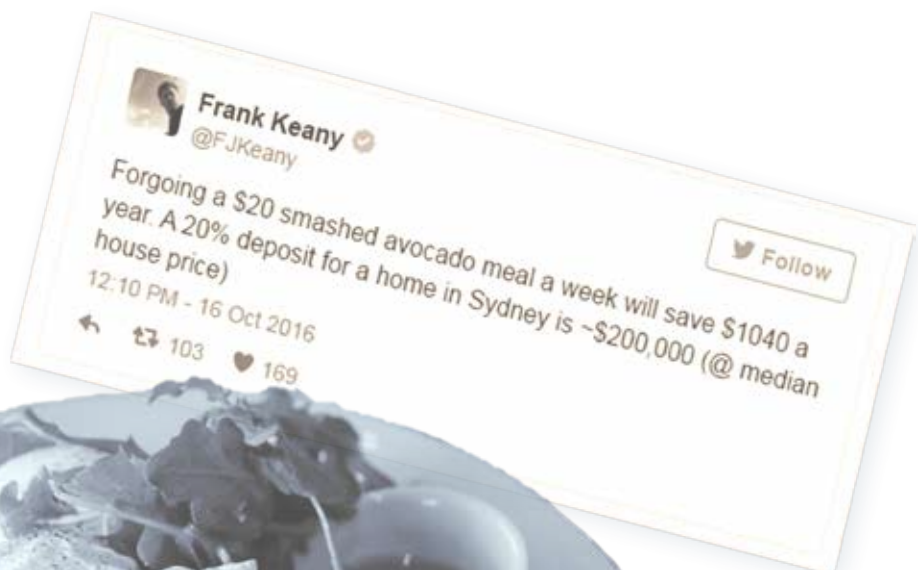 Frank Keany
@FJKeany
Follow
Forgoing a $20 smashed avocado meal a week will save $1040 a
year. A 20% deposit for a home in Sydney is ~$200,000 (@ median
house price)
12:10 PM - 16 Oct 2016
103 169